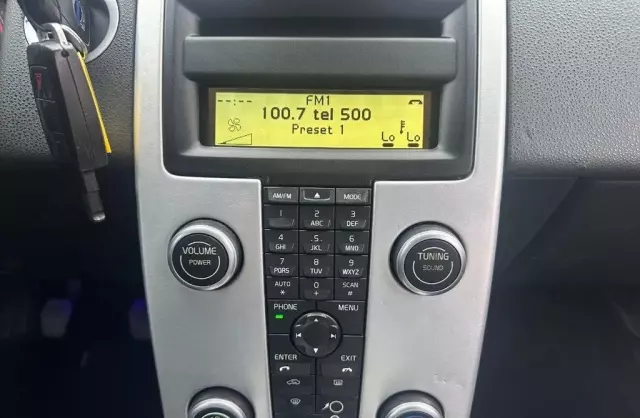 FM1
100.7 tel 500
Preset 1
Lo Lo
AM/FM MODE
1 2 ABC 3 DEF
4 GHI 5 JKL 6 MNO
7 PQRS 8 TUV 9 WXYZ
AUTO * 0 + SCAN #
VOLUME
POWER
TUNING
SOUND
PHONE MENU
ENTER EXIT